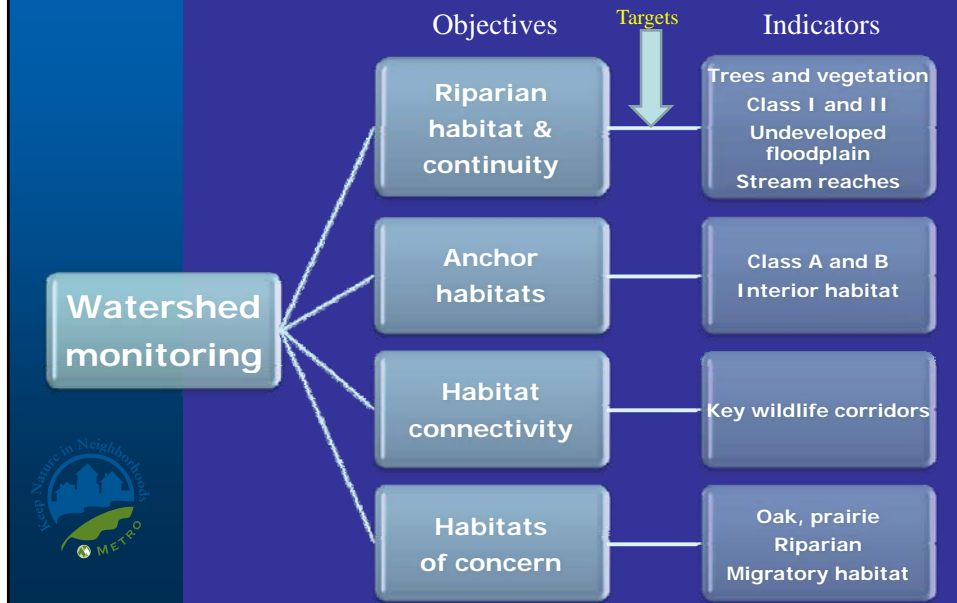 Objectives
Targets
Indicators
Watershed
monitoring
Riparian
habitat &
continuity
Trees and vegetation
Class I and II
Undeveloped
floodplain
Stream reaches
Anchor
habitats
Class A and B
Interior habitat
Habitat
connectivity
Key wildlife corridors
Habitats
of concern
Oak, prairie
Riparian
Migratory habitat
Keep Nature in Neighborhoods
METRO